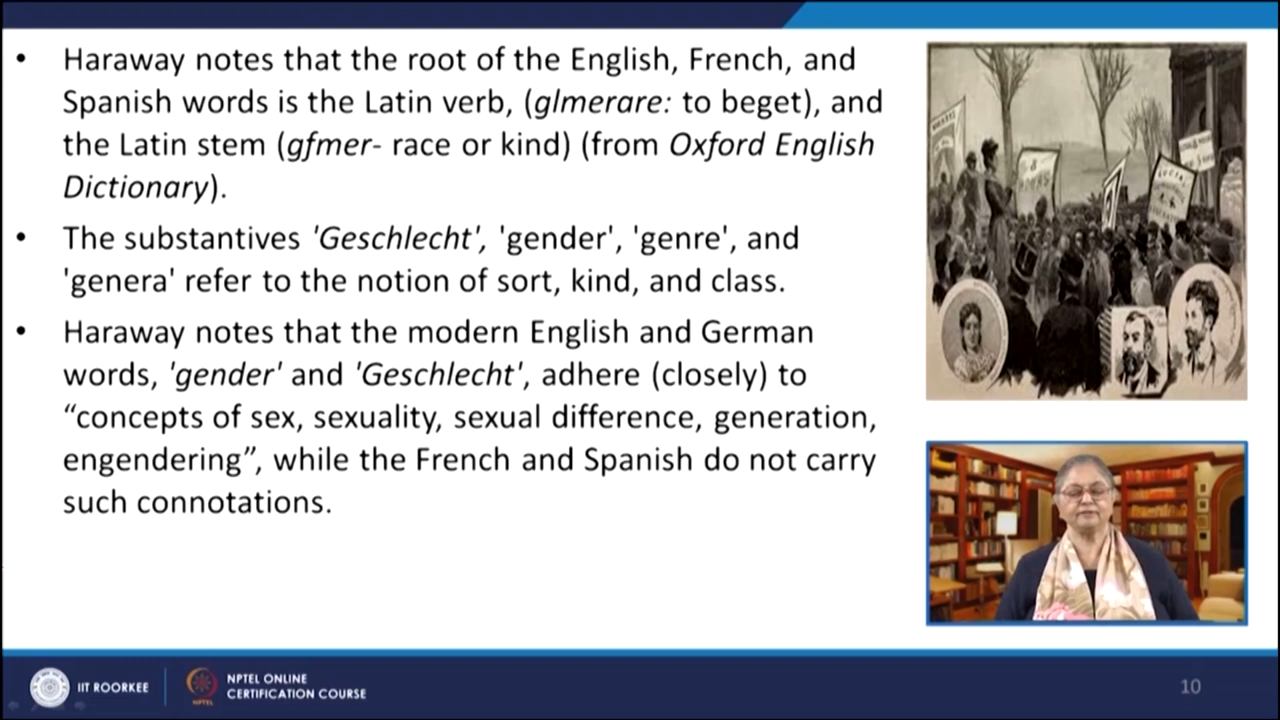 • Haraway notes that the root of the English, French, and
Spanish words is the Latin verb, (glmerare: to beget), and
the Latin stem (gfmer- race or kind) (from Oxford English
Dictionary).
• The substantives 'Geschlecht', 'gender', 'genre', and
'genera' refer to the notion of sort, kind, and class.
• Haraway notes that the modern English and German
words, 'gender' and 'Geschlecht', adhere (closely) to
“concepts of sex, sexuality, sexual difference, generation,
engendering”, while the French and Spanish do not carry
such connotations.
8
HOURS
SOCIAL
IIT ROORKEE
NPTEL
NPTEL ONLINE
CERTIFICATION COURSE
10